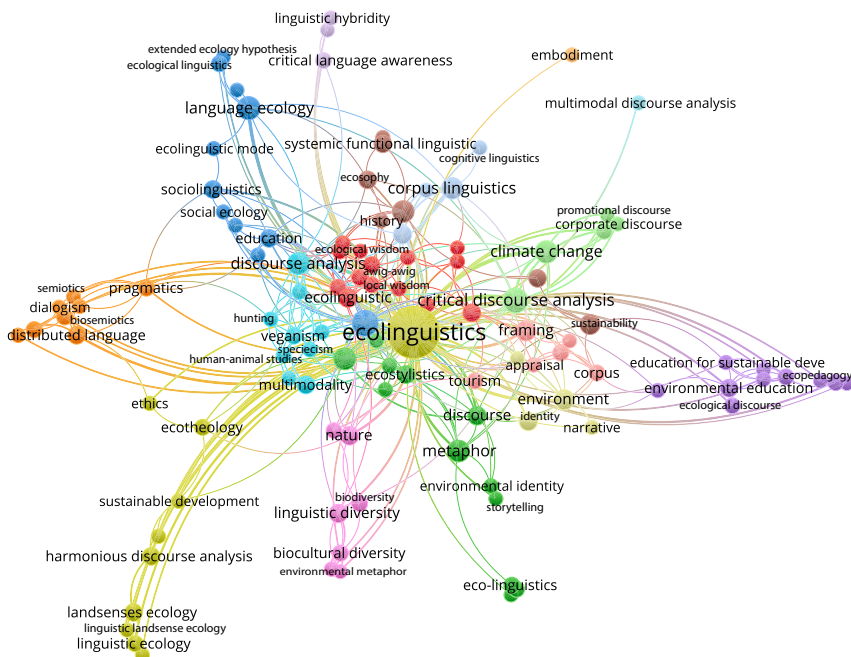 linguistic hybridity
extended ecology hypothesis
critical language awareness
embodiment
ecological linguistics
language ecology
multimodal discourse analysis
systemic functional linguistic
ecolinguistic mode
cognitive linguistics
ecosophy
sociolinguistics
corpus linguistics
social ecology
promotional discourse
history
corporate discourse
education
ecological wisdom
climate change
discourse analysis
awig-awig
local wisdom
semiotics
pragmatics
ecolinguistic
critical discourse analysis
dialogism
biosemiotics
hunting
distributed language
veganism
ecolinguistics
framing
sustainability
speciecism
human-animal studies
appraisal
education for sustainable deve
ecostylistics
corpus
ecopedagogy
multimodality
tourism
environmental education
ethics
environment
ecological discourse
discourse
identity
ecotheology
nature
narrative
metaphor
environmental identity
sustainable development
biodiversity
storytelling
linguistic diversity
harmonious discourse analysis
biocultural diversity
environmental metaphor
eco-linguistics
landsenses ecology
linguistic landsense ecology
linguistic ecology